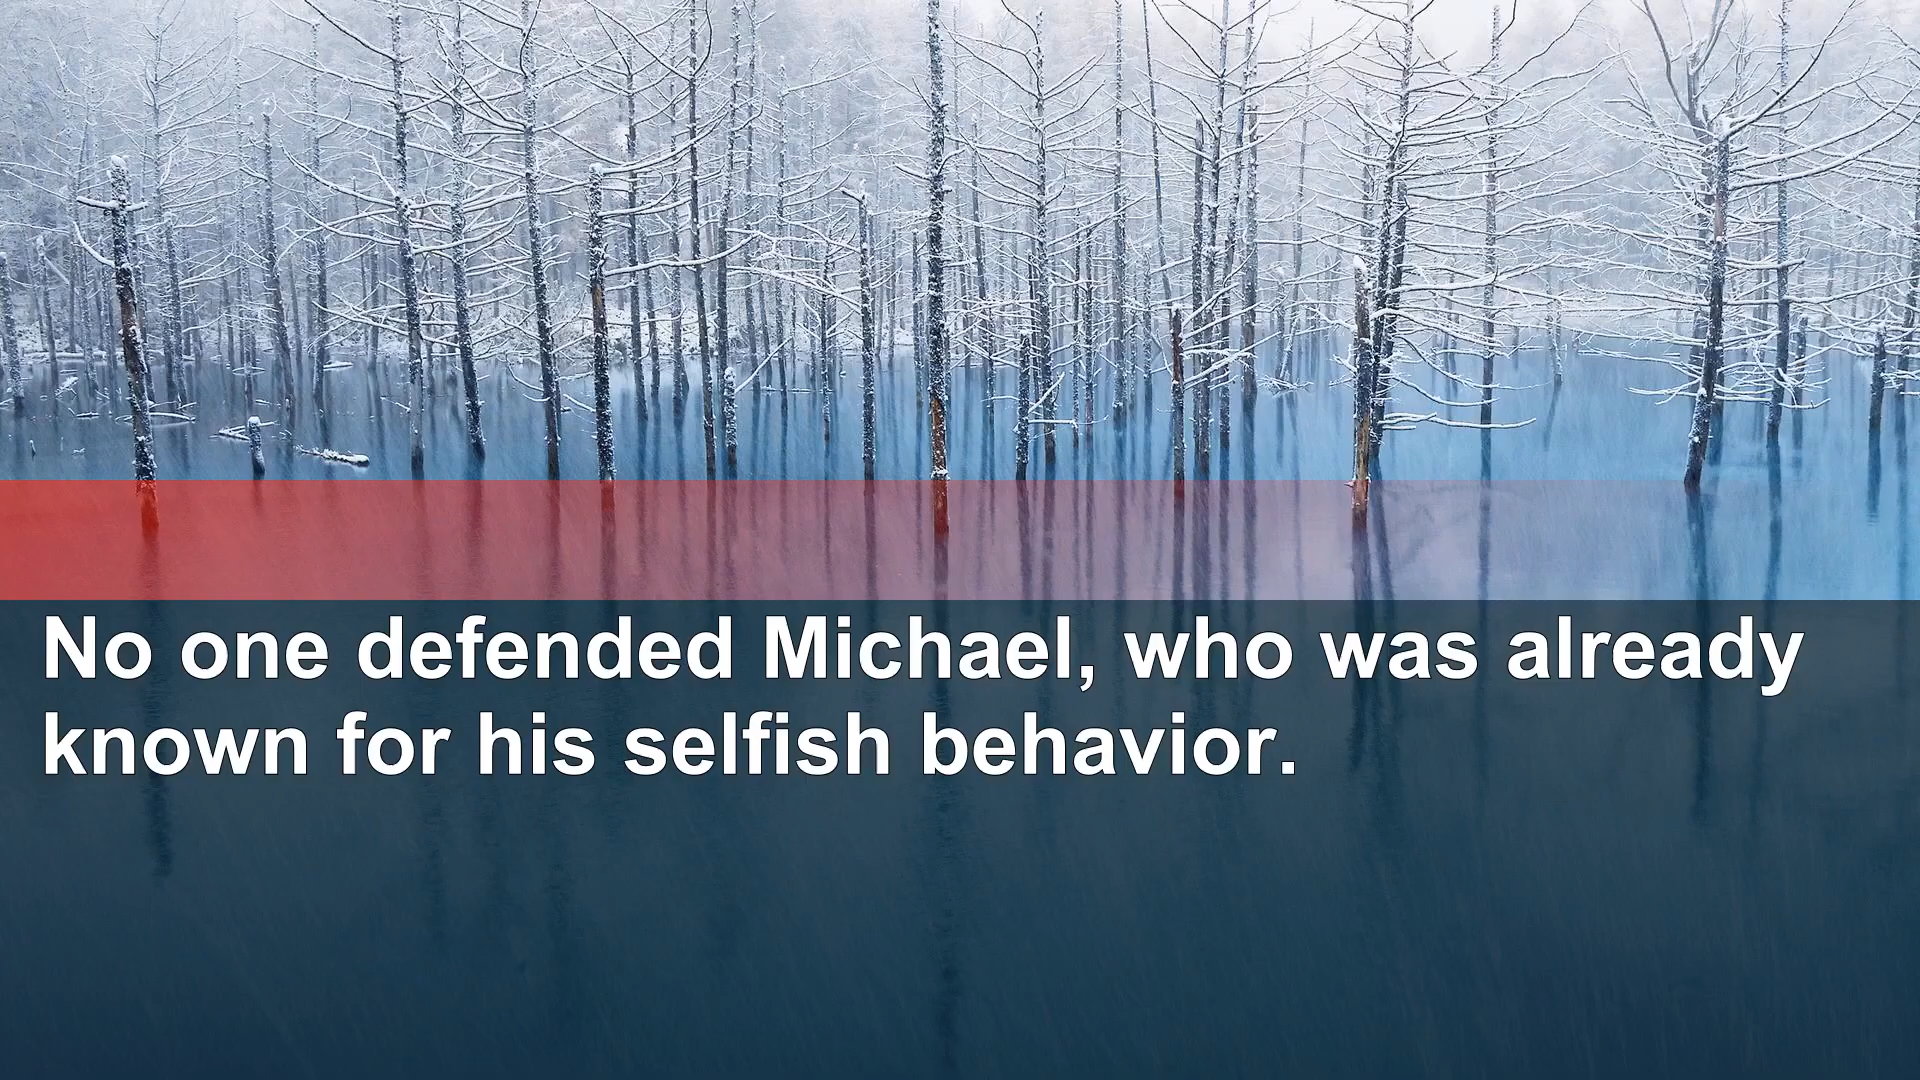 No one defended Michael, who was already
known for his selfish behavior.